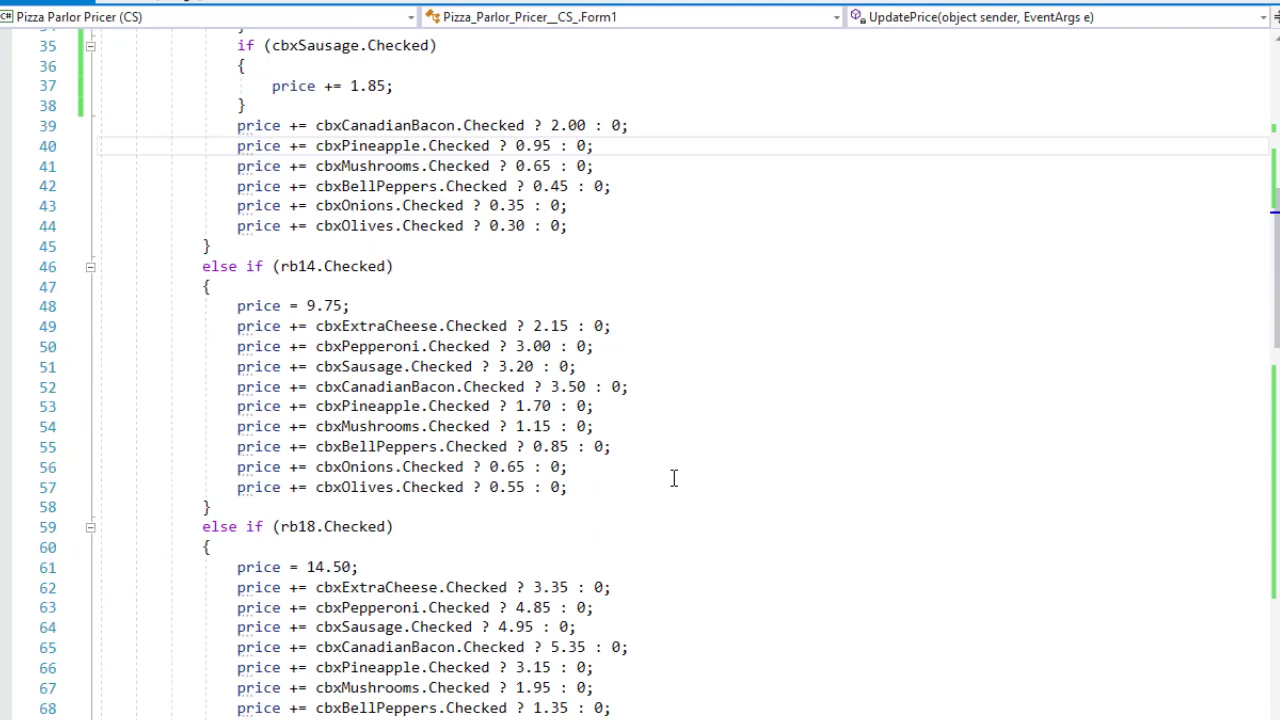 C# Pizza Parlor Pricer (CS) Pizza_Parlor_Pricer__CS_.Form1 UpdatePrice(object sender, EventArgs e)
34 }
35 if (cbxSausage.Checked)
36 {
37 price += 1.85;
38 }
39 price += cbxCanadianBacon.Checked ? 2.00 : 0;
40 price += cbxPineapple.Checked ? 0.95 : 0;
41 price += cbxMushrooms.Checked ? 0.65 : 0;
42 price += cbxBellPeppers.Checked ? 0.45 : 0;
43 price += cbxOnions.Checked ? 0.35 : 0;
44 price += cbxOlives.Checked ? 0.30 : 0;
45 }
46 else if (rb14.Checked)
47 {
48 price = 9.75;
49 price += cbxExtraCheese.Checked ? 2.15 : 0;
50 price += cbxPepperoni.Checked ? 3.00 : 0;
51 price += cbxSausage.Checked ? 3.20 : 0;
52 price += cbxCanadianBacon.Checked ? 3.50 : 0;
53 price += cbxPineapple.Checked ? 1.70 : 0;
54 price += cbxMushrooms.Checked ? 1.15 : 0;
55 price += cbxBellPeppers.Checked ? 0.85 : 0;
56 price += cbxOnions.Checked ? 0.65 : 0;
57 price += cbxOlives.Checked ? 0.55 : 0;
58 }
59 else if (rb18.Checked)
60 {
61 price = 14.50;
62 price += cbxExtraCheese.Checked ? 3.35 : 0;
63 price += cbxPepperoni.Checked ? 4.85 : 0;
64 price += cbxSausage.Checked ? 4.95 : 0;
65 price += cbxCanadianBacon.Checked ? 5.35 : 0;
66 price += cbxPineapple.Checked ? 3.15 : 0;
67 price += cbxMushrooms.Checked ? 1.95 : 0;
68 price += cbxBellPeppers.Checked ? 1.35 : 0;